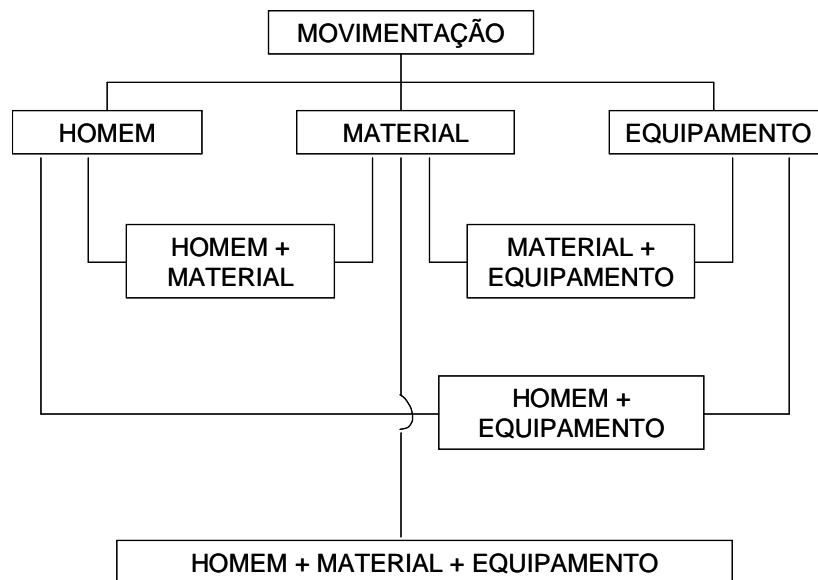 MOVIMENTAÇÃO
HOMEM
MATERIAL
EQUIPAMENTO
HOMEM +
MATERIAL
MATERIAL +
EQUIPAMENTO
HOMEM +
EQUIPAMENTO
HOMEM + MATERIAL + EQUIPAMENTO